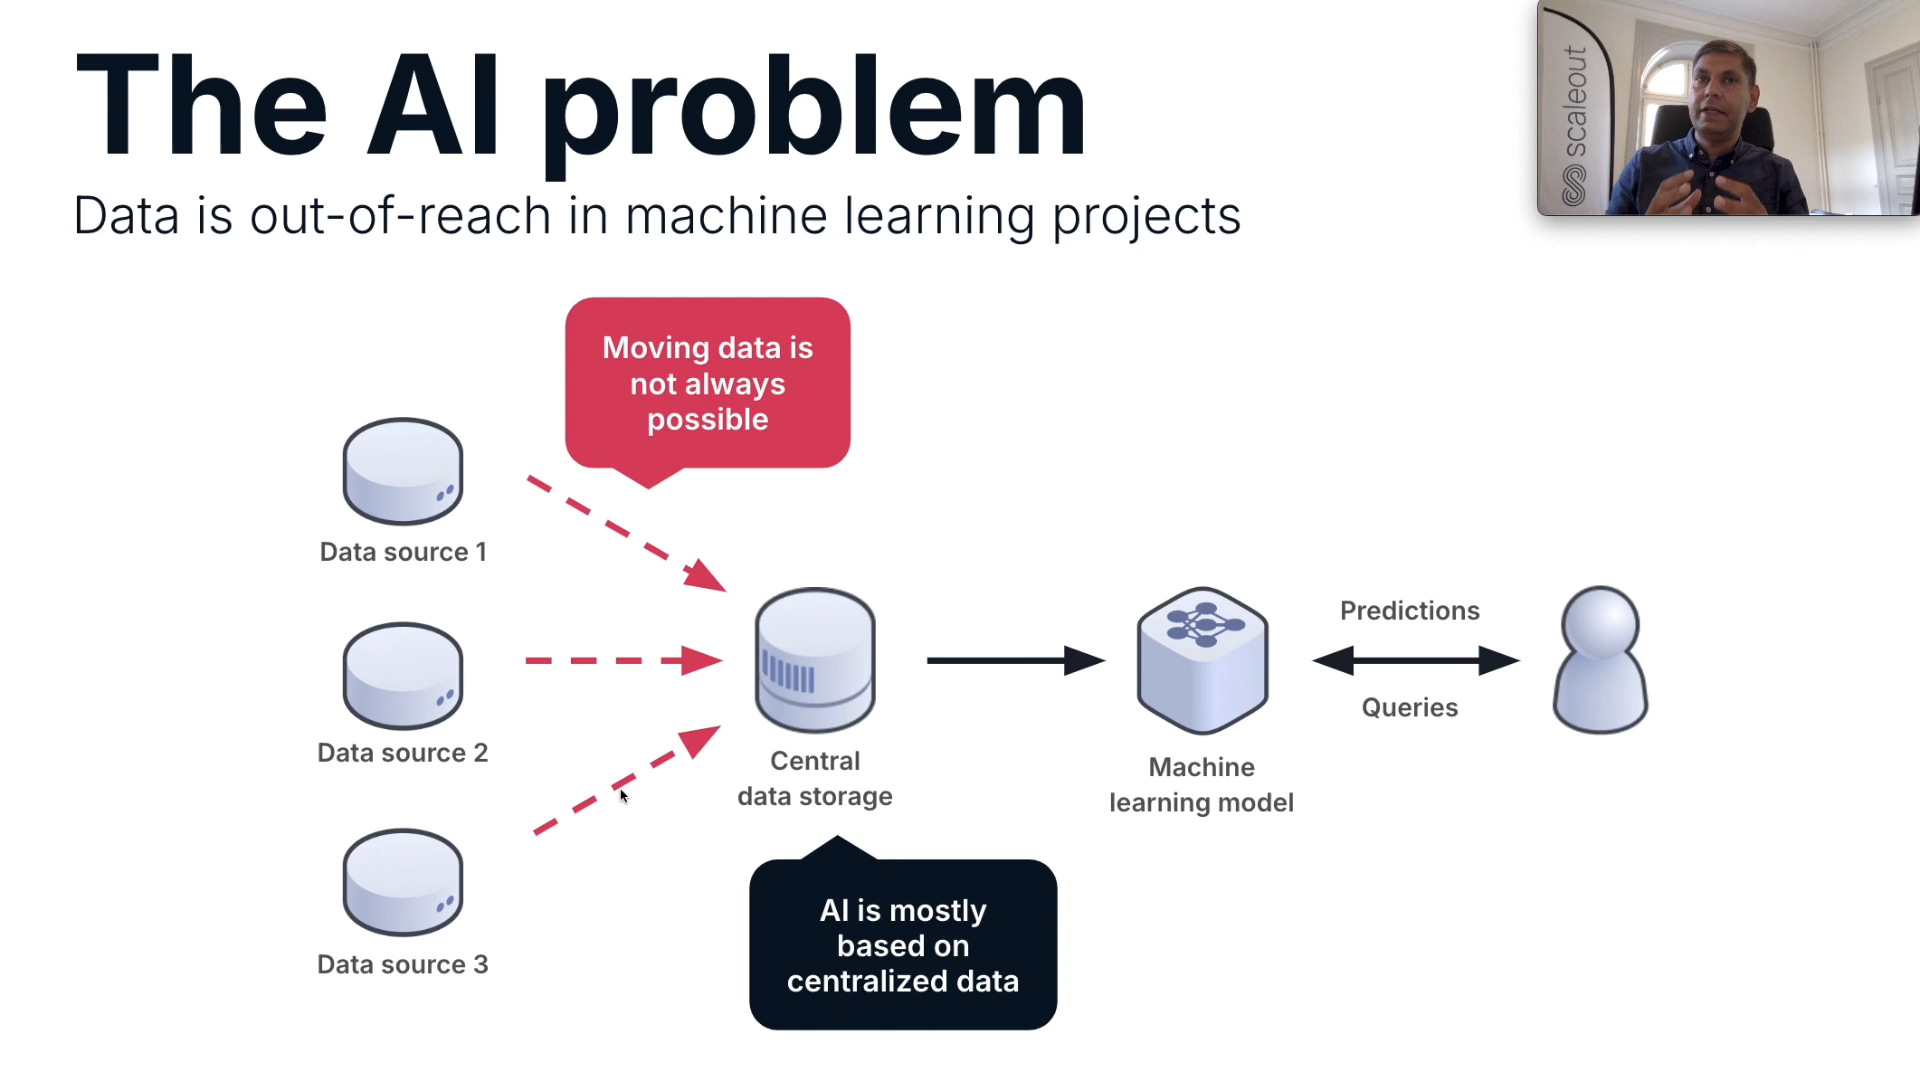 The AI problem
Data is out-of-reach in machine learning projects
scaleout
Moving data is
not always
possible
Data source 1
Data source 2
Data source 3
Central
data storage
Machine
learning model
Predictions
Queries
AI is mostly
based on
centralized data